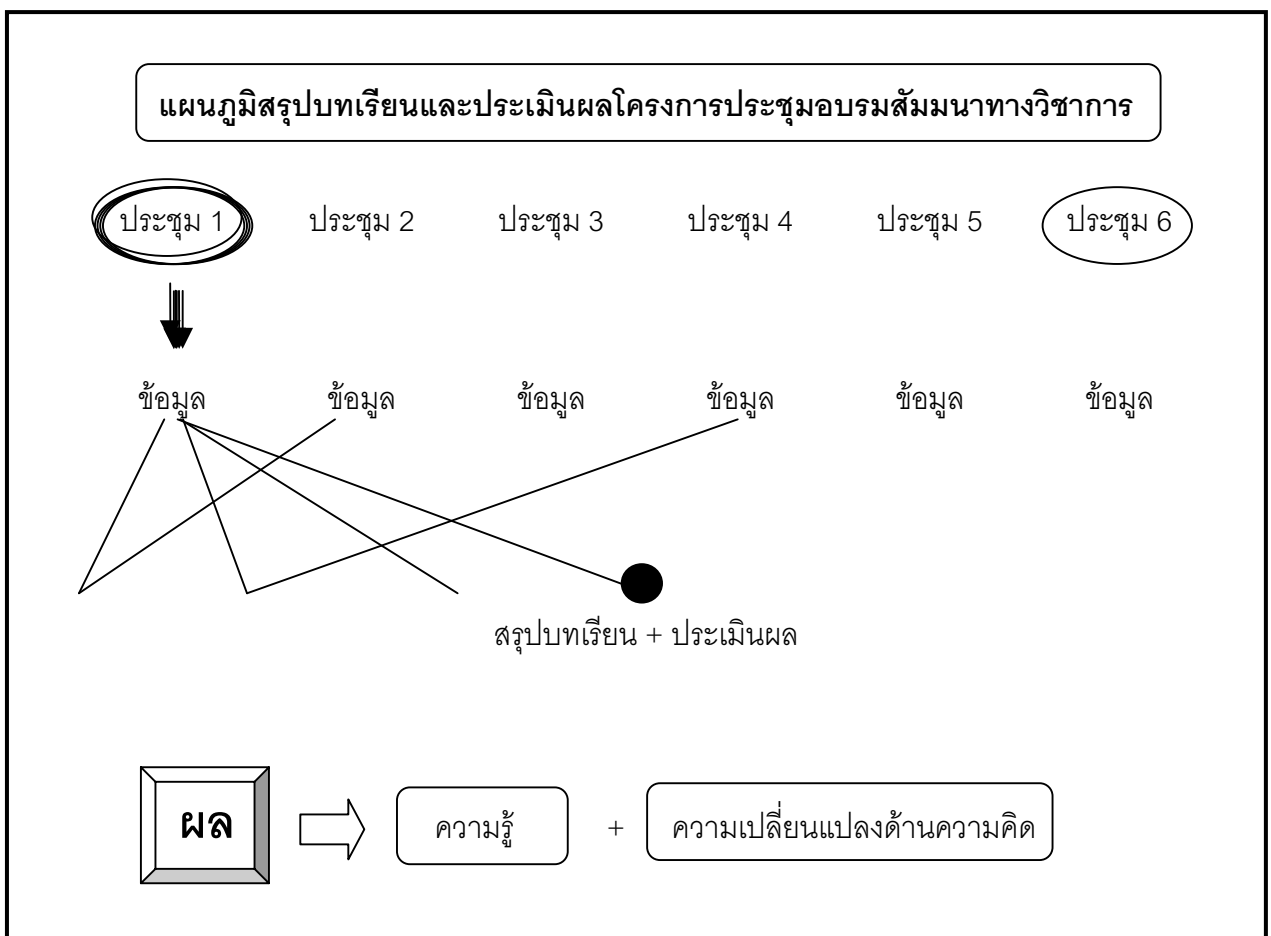 แผนภูมิสรุปบทเรียนและประเมินผลโครงการประชุมอบรมสัมมนาทางวิชาการ
ประชุม 1 ประชุม 2 ประชุม 3 ประชุม 4 ประชุม 5 ประชุม 6
ข้อมูล ข้อมูล ข้อมูล ข้อมูล ข้อมูล ข้อมูล
สรุปบทเรียน + ประเมินผล
ผล ความรู้ + ความเปลี่ยนแปลงด้านความคิด